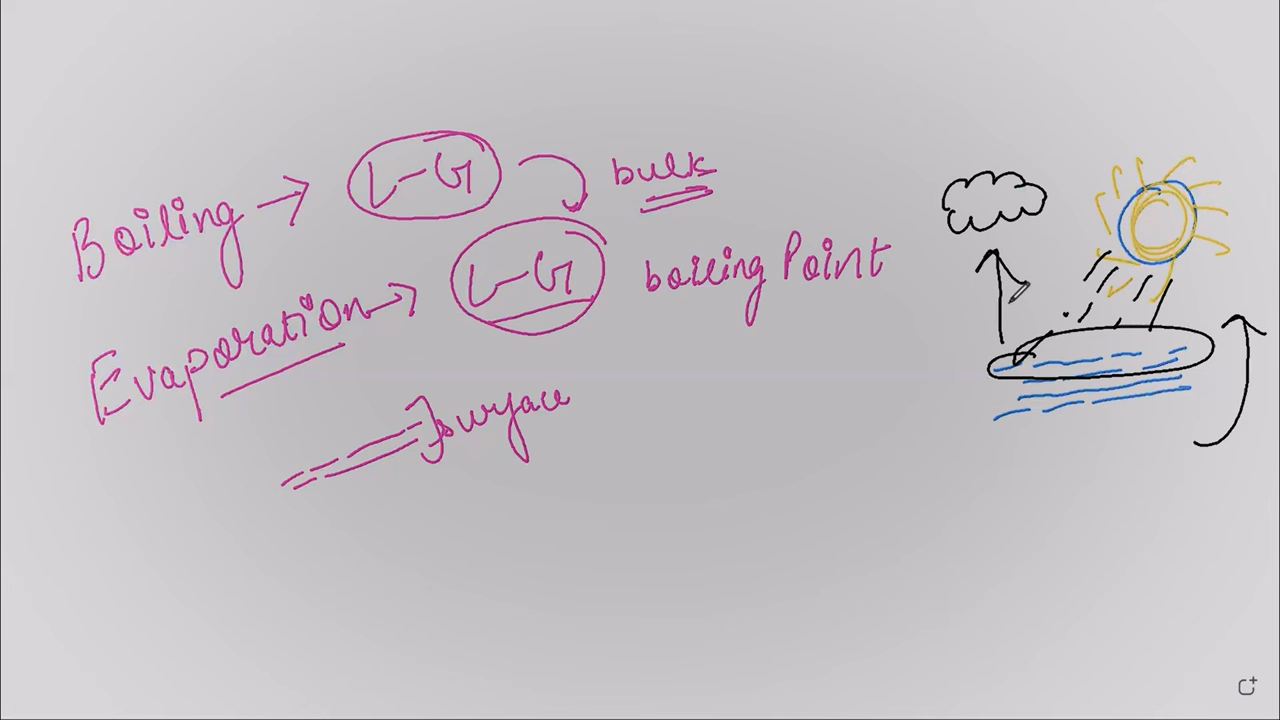 Boiling → L-G bulk
Evaporation → L-G boiling Point
surface